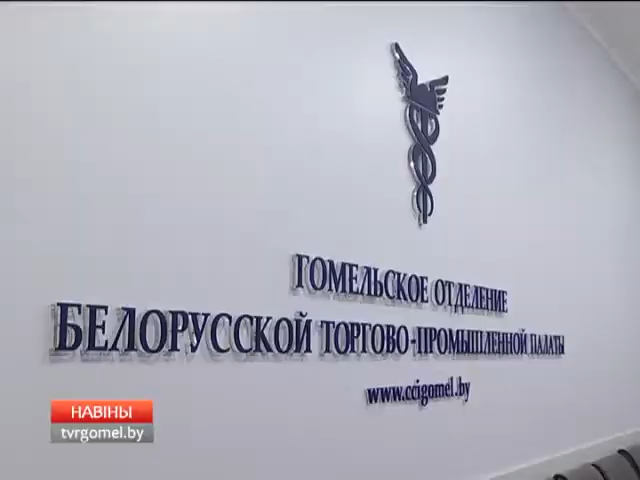 ГОМЕЛЬСКОЕ ОТДЕЛЕНИЕ
БЕЛОРУССКОЙ ТОРГОВО-ПРОМЫШЛЕННОЙ ПАЛАТЫ
www.ccigomel.by
НАВІНЫ
tvrgomel.by